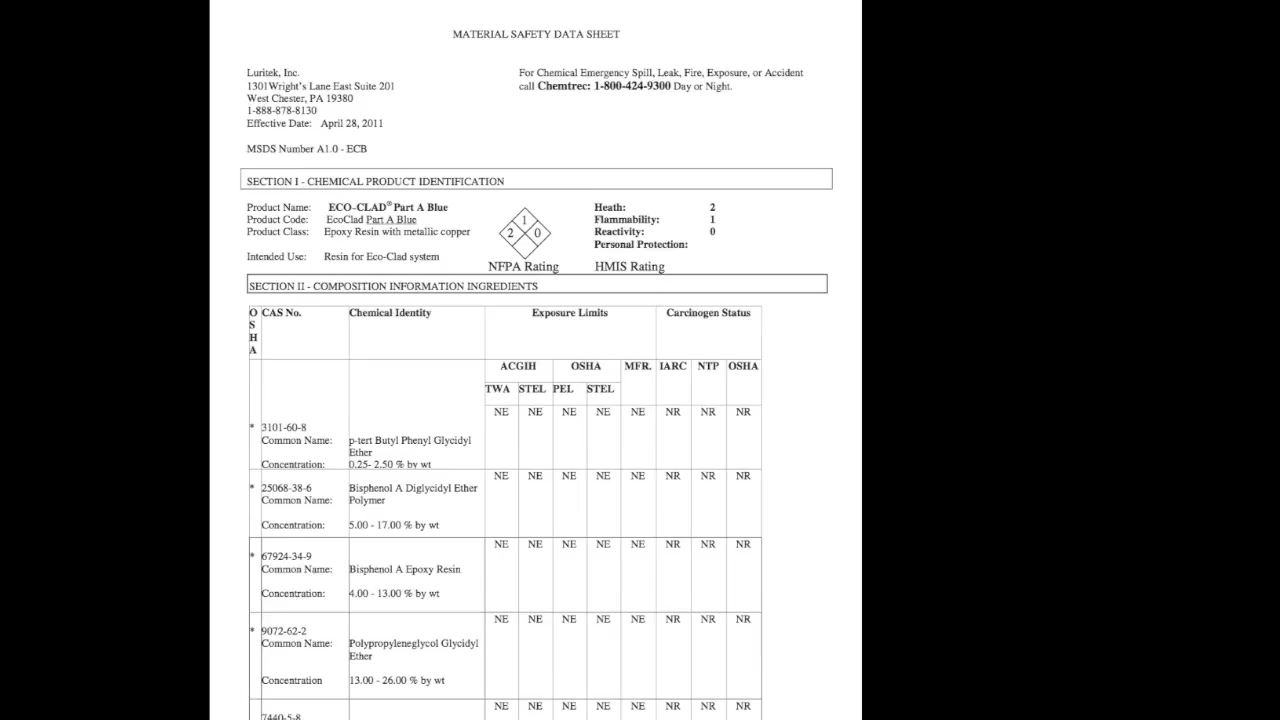 MATERIAL SAFETY DATA SHEET
Luritek, Inc.
1301Wright's Lane East Suite 201
West Chester, PA 19380
1-888-878-8130
Effective Date: April 28, 2011
For Chemical Emergency Spill, Leak, Fire, Exposure, or Accident
call Chemtrec: 1-800-424-9300 Day or Night.
MSDS Number A1.0 - ECB
SECTION I - CHEMICAL PRODUCT IDENTIFICATION
Product Name: ECO-CLAD® Part A Blue
Product Code: EcoClad Part A Blue
Product Class: Epoxy Resin with metallic copper
Intended Use: Resin for Eco-Clad system
1
2 0
NFPA Rating
Heath: 2
Flammability: 1
Reactivity: 0
Personal Protection:
HMIS Rating
SECTION II - COMPOSITION INFORMATION INGREDIENTS
OSHA CAS No. Chemical Identity Exposure Limits Carcinogen Status
ACGIH OSHA MFR. IARC NTP OSHA
TWA STEL PEL STEL
NE NE NE NE NE NR NR NR
* 3101-60-8
Common Name: p-tert Butyl Phenyl Glycidyl
Ether
Concentration: 0.25- 2.50 % by wt
NE NE NE NE NE NR NR NR
* 25068-38-6 Bisphenol A Diglycidyl Ether
Common Name: Polymer
Concentration: 5.00 - 17.00 % by wt
NE NE NE NE NE NR NR NR
* 67924-34-9
Common Name: Bisphenol A Epoxy Resin
Concentration: 4.00 - 13.00 % by wt
NE NE NE NE NE NR NR NR
* 9072-62-2
Common Name: Polypropyleneglycol Glycidyl
Ether
Concentration 13.00 - 26.00 % by wt
NE NE NE NE NE NR NR NR
7440-5-8